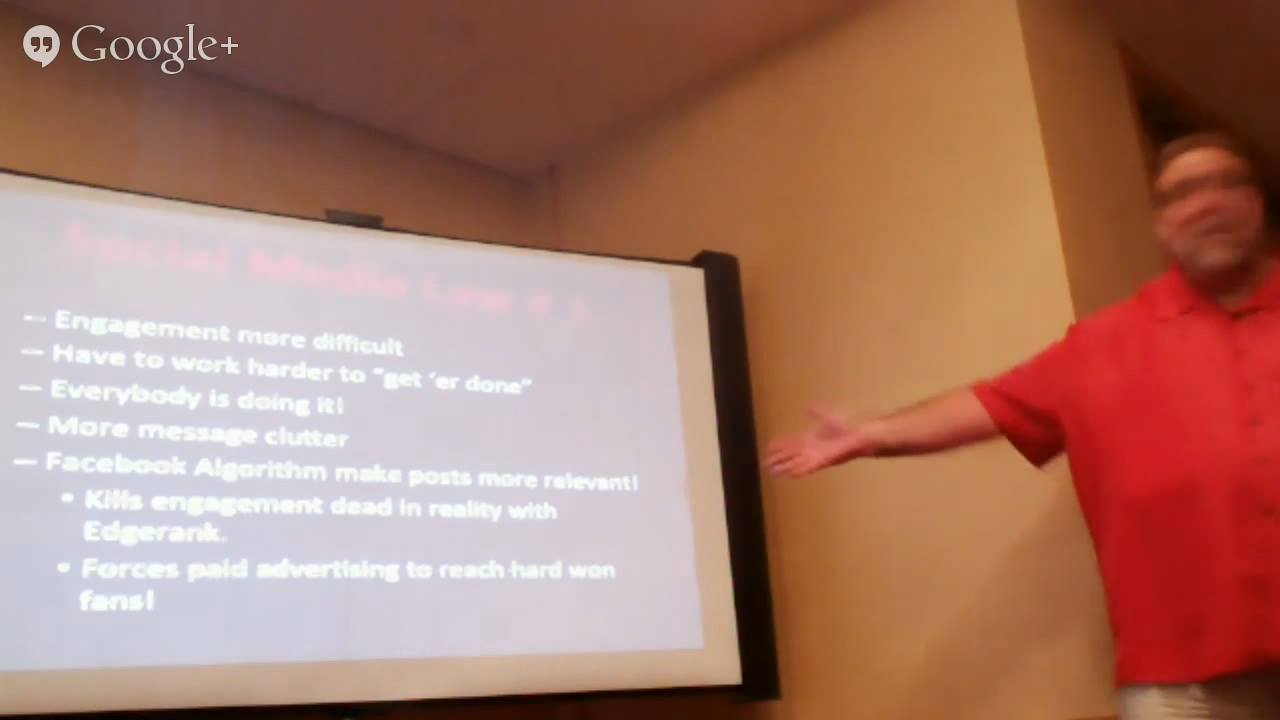 Google+
Social Media Law # 1
— Engagement more difficult
— Have to work harder to “get ‘er done”
— Everybody is doing it!
— More message clutter
— Facebook Algorithm make posts more relevant!
• Kills engagement dead in reality with
Edgerank.
• Forces paid advertising to reach hard won
fans!